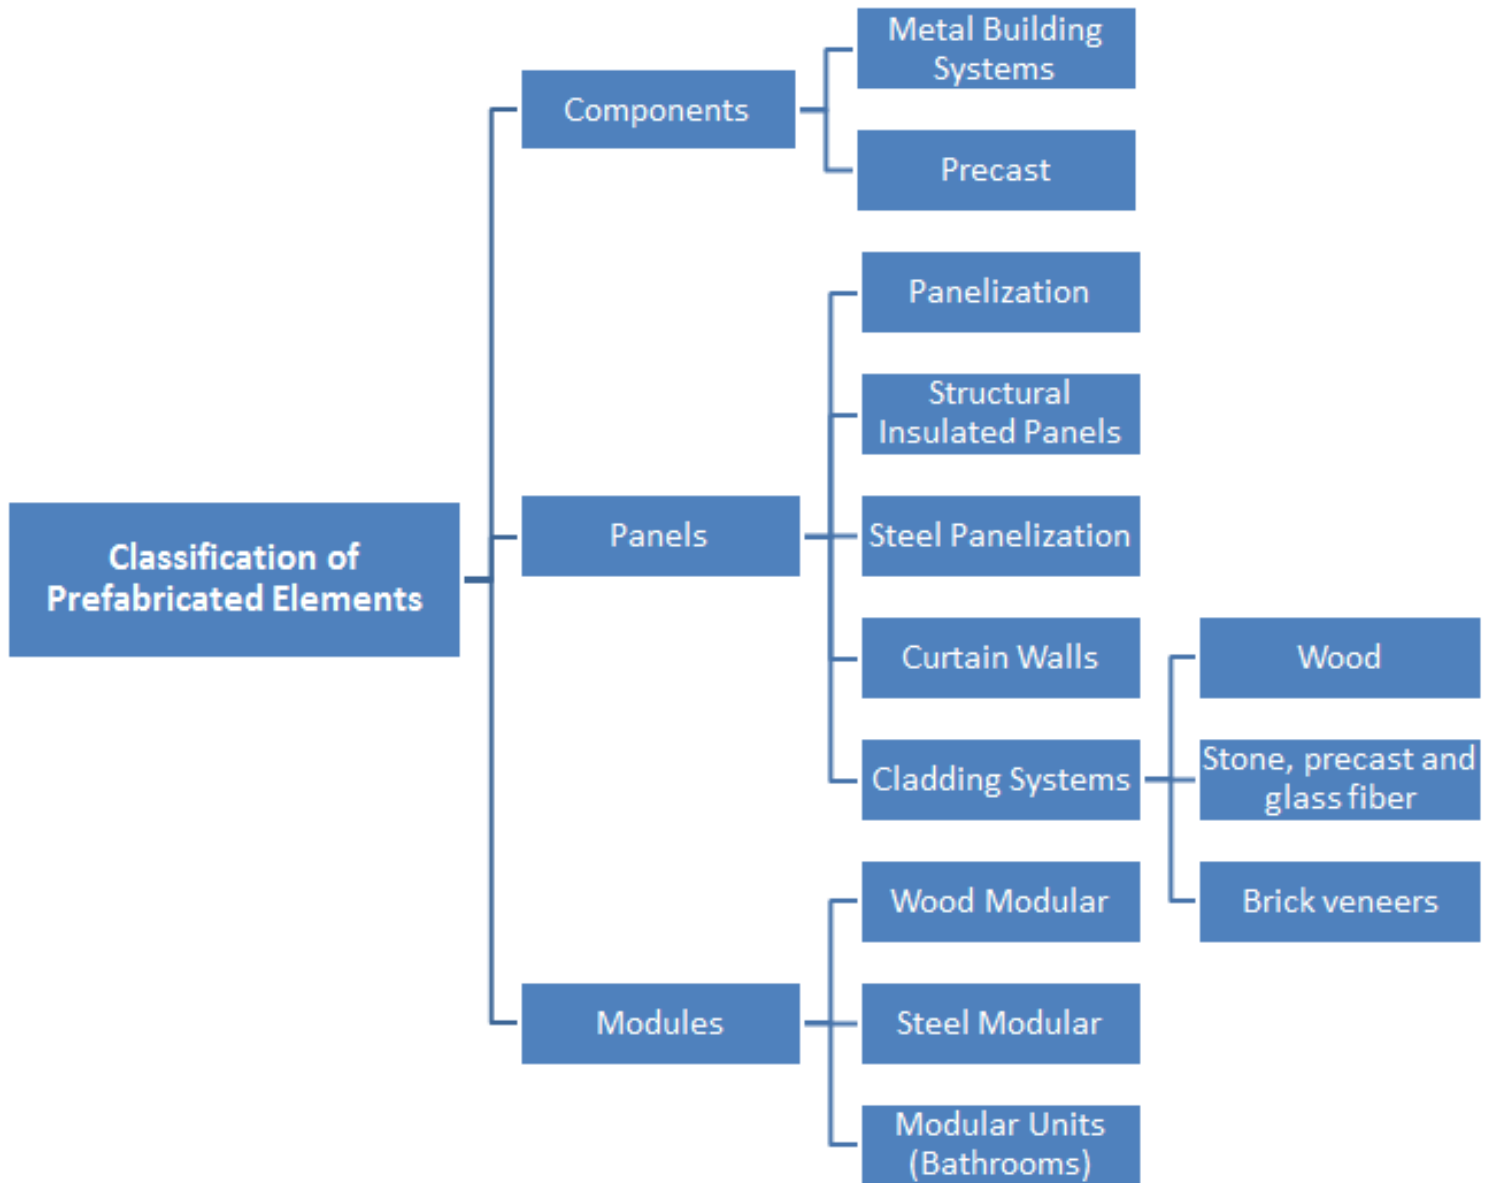 Classification of
Prefabricated Elements
Components
Metal Building
Systems
Precast
Panels
Panelization
Structural
Insulated Panels
Steel Panelization
Curtain Walls
Cladding Systems
Wood
Stone, precast and
glass fiber
Brick veneers
Modules
Wood Modular
Steel Modular
Modular Units
(Bathrooms)